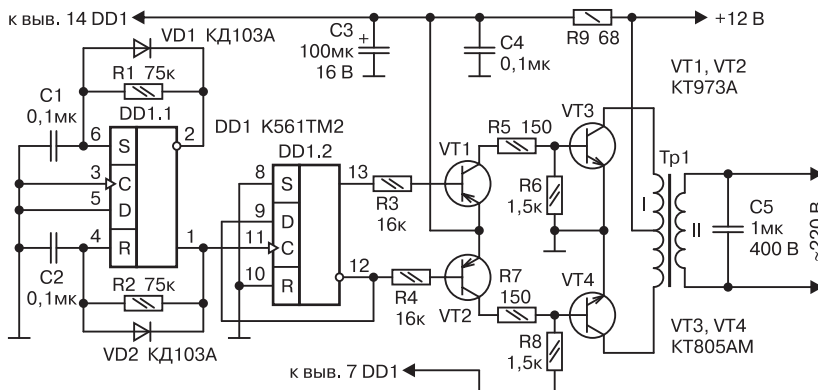 к выв. 14 DD1
VD1 КД103А
C3
100мк
16 В
+
C4
0,1мк
R9 68
+12 В
VT1, VT2
КТ973А
R1 75к
C1
0,1мк
DD1.1
DD1 К561ТМ2
DD1.2
6
S
2
3
C
5
D
4
R
1
8
S
13
9
D
11
C
12
10
R
R3
16к
R4
16к
VT1
VT2
R5 150
R6
1,5к
R7
150
R8
1,5к
VT3
VT4
Тр1
I
II
C5
1мк
400 В
~220 В
C2
0,1мк
R2 75к
VD2 КД103А
к выв. 7 DD1
VT3, VT4
КТ805АМ